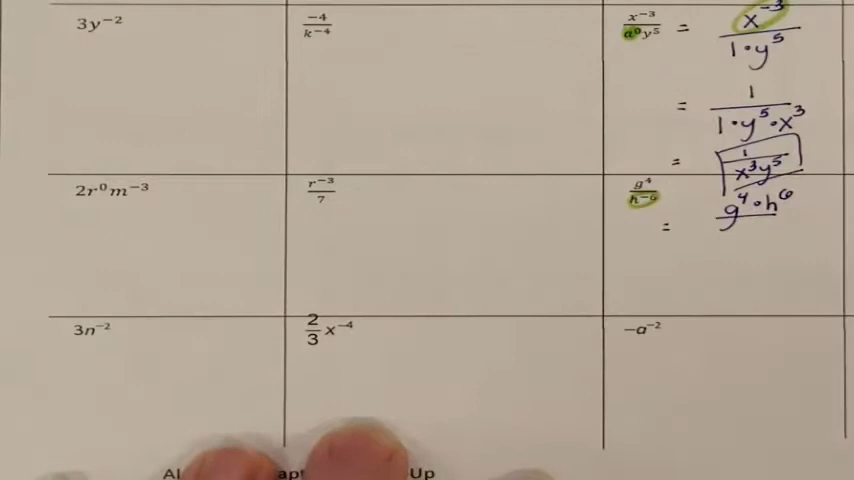 3y⁻² -4/k⁻⁴ x⁻³/a⁰y⁵ = x⁻³/1·y⁵
= 1/1·y⁵·x³
= 1/x³y⁵
2r⁰m⁻³ r⁻³/7 g⁴/h⁻⁶ = g⁴·h⁶
3n⁻² 2/3 x⁻⁴ -a⁻²
Up